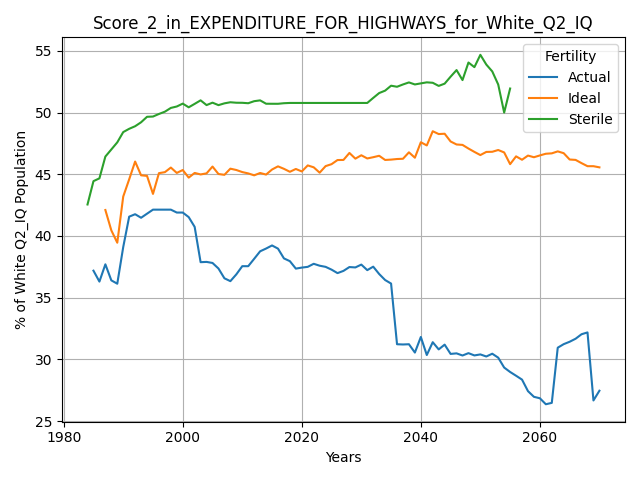 Score_2_in_EXPENDITURE_FOR_HIGHWAYS_for_White_Q2_IQ
% of White Q2_IQ Population
55
50
45
40
35
30
25
Fertility
Actual
Ideal
Sterile
1980
2000
2020
2040
2060
Years